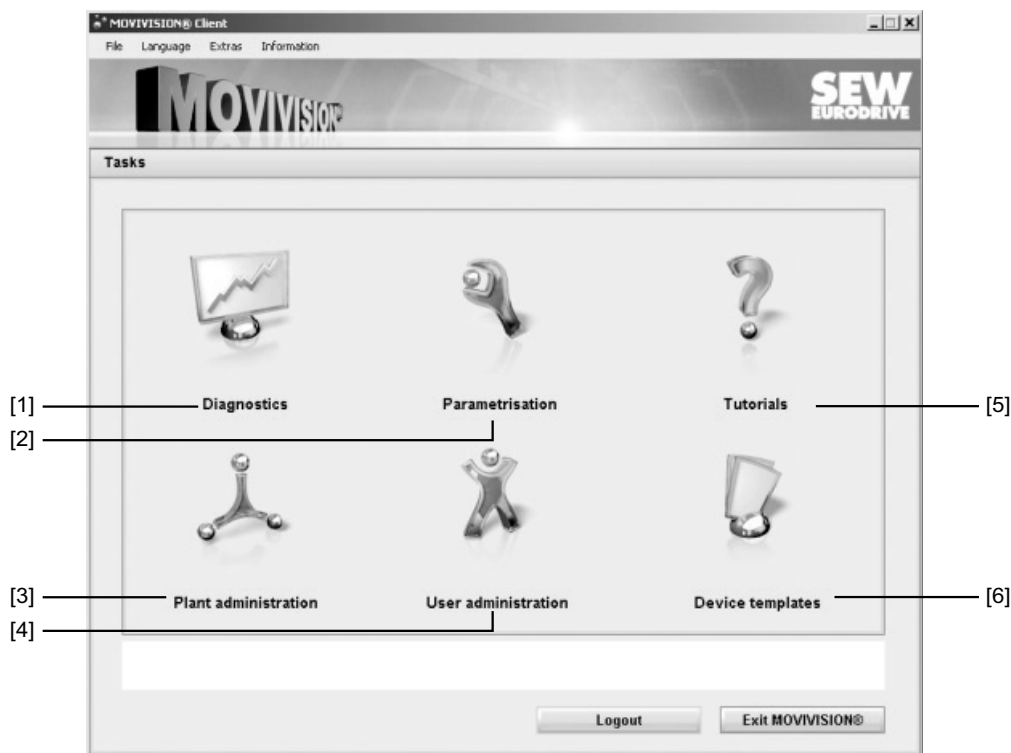 MOVIVISION® Client
File Language Extras Information
MOVIVISION®
SEW
EURODRIVE
Tasks
[1] Diagnostics Parametrisation Tutorials [5]
[2]
[3] Plant administration User administration Device templates [6]
[4]
Logout Exit MOVIVISION®